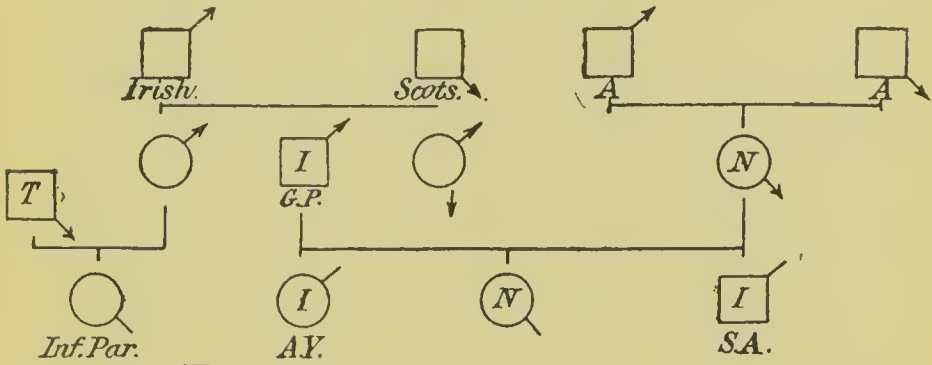 Irish. Scots. A A
I N
G.P.
T
I N I
Inf. Par. A.Y. S.A.